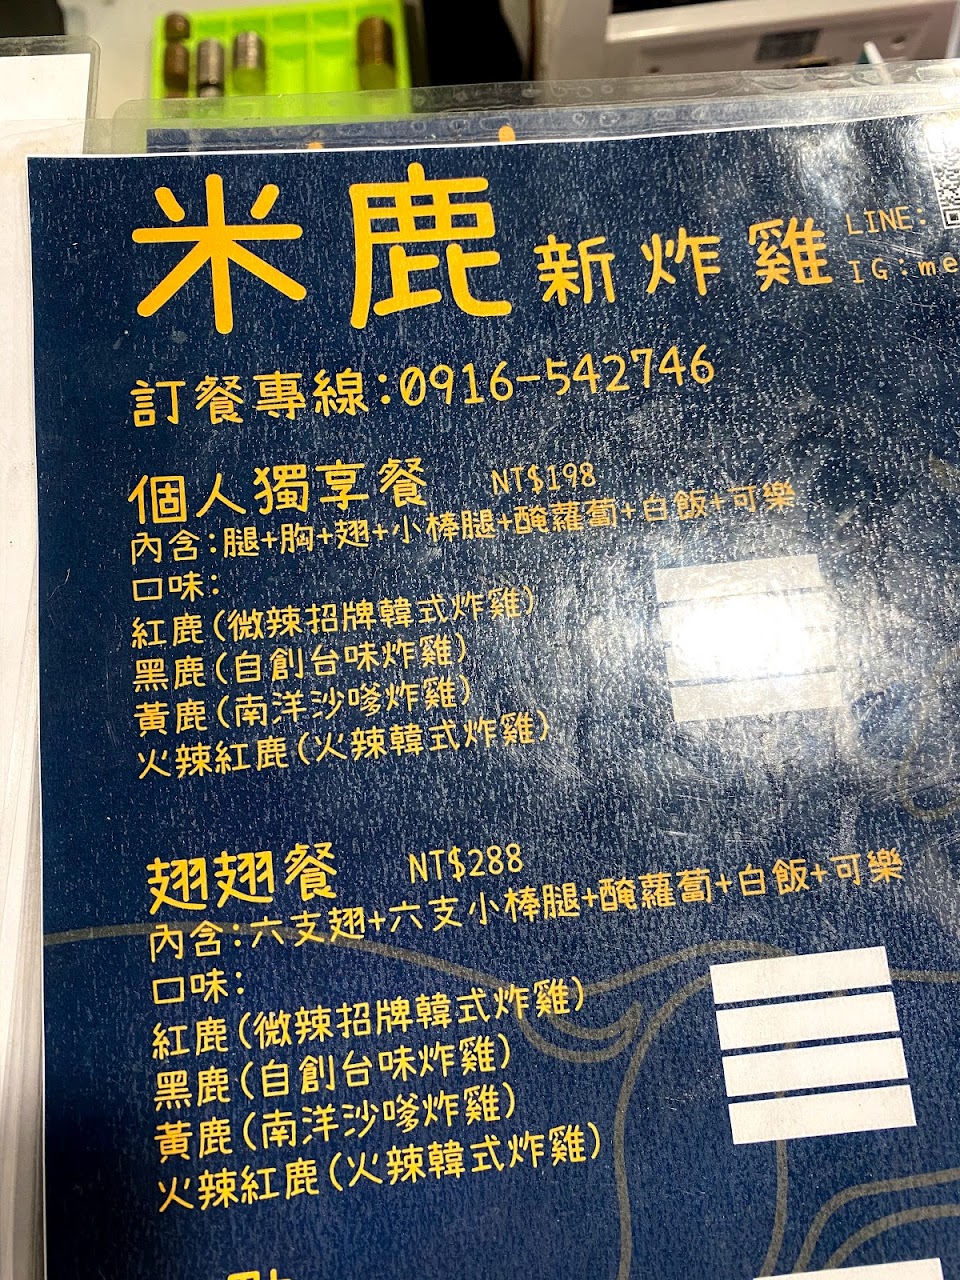 米鹿 新炸雞
LINE:
IG:me
訂餐專線:0916-542746
個人獨享餐 NT$198
內含:腿+胸+翅+小棒腿+醃蘿蔔+白飯+可樂
口味:
紅鹿(微辣招牌韓式炸雞)
黑鹿(自創台味炸雞)
黃鹿(南洋沙嗲炸雞)
火辣紅鹿(火辣韓式炸雞)
翅翅餐 NT$288
內含:六支翅+六支小棒腿+醃蘿蔔+白飯+可樂
口味:
紅鹿(微辣招牌韓式炸雞)
黑鹿(自創台味炸雞)
黃鹿(南洋沙嗲炸雞)
火辣紅鹿(火辣韓式炸雞)